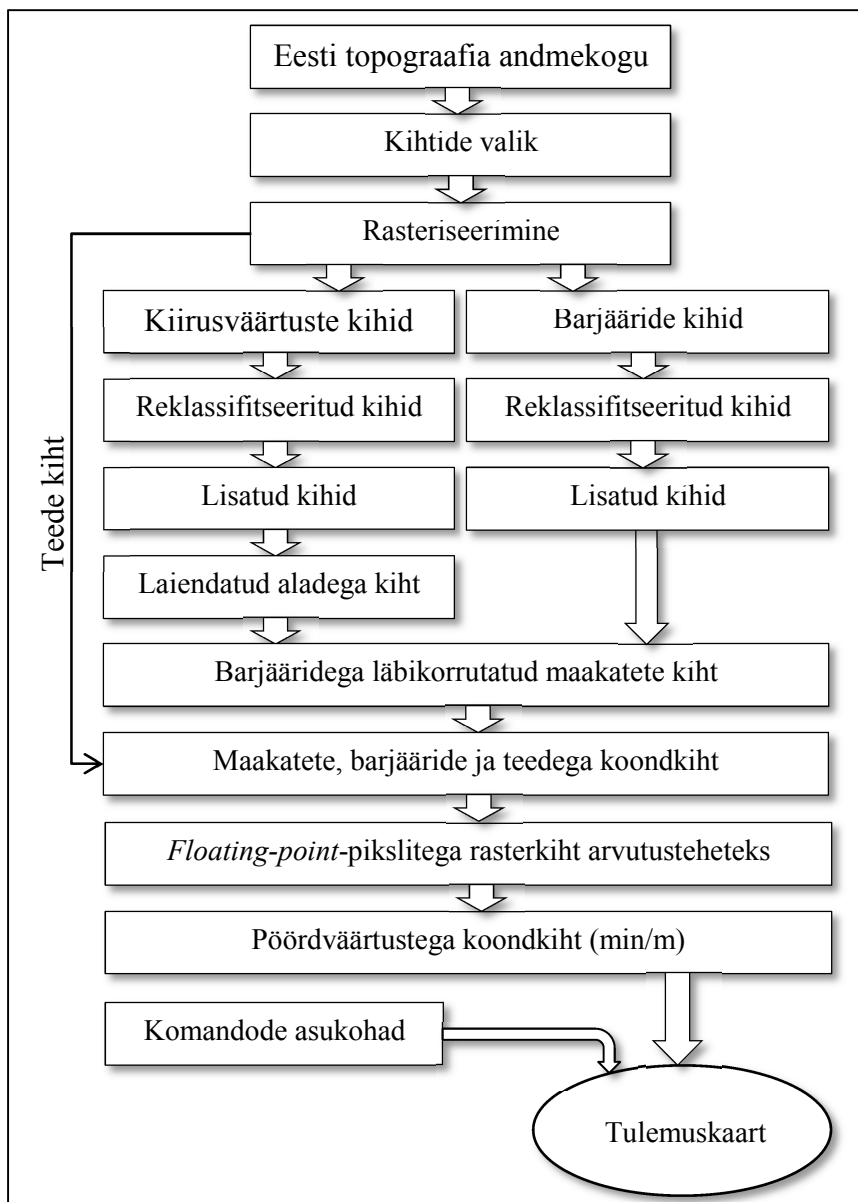 Eesti topograafia andmekogu
Kihtide valik
Rasteriseerimine
Kiirusväärtuste kihid
Barjääride kihid
Reklassifitseeritud kihid
Reklassifitseeritud kihid
Lisatud kihid
Lisatud kihid
Teede kiht
Laiendatud aladega kiht
Barjääridega läbikorrutatud maakatete kiht
Maakatete, barjääride ja teedega koondkiht
Floating-point-pikslitega rasterkiht arvutusteheteks
Pöördväärtustega koondkiht (min/m)
Komandode asukohad
Tulemuskaart